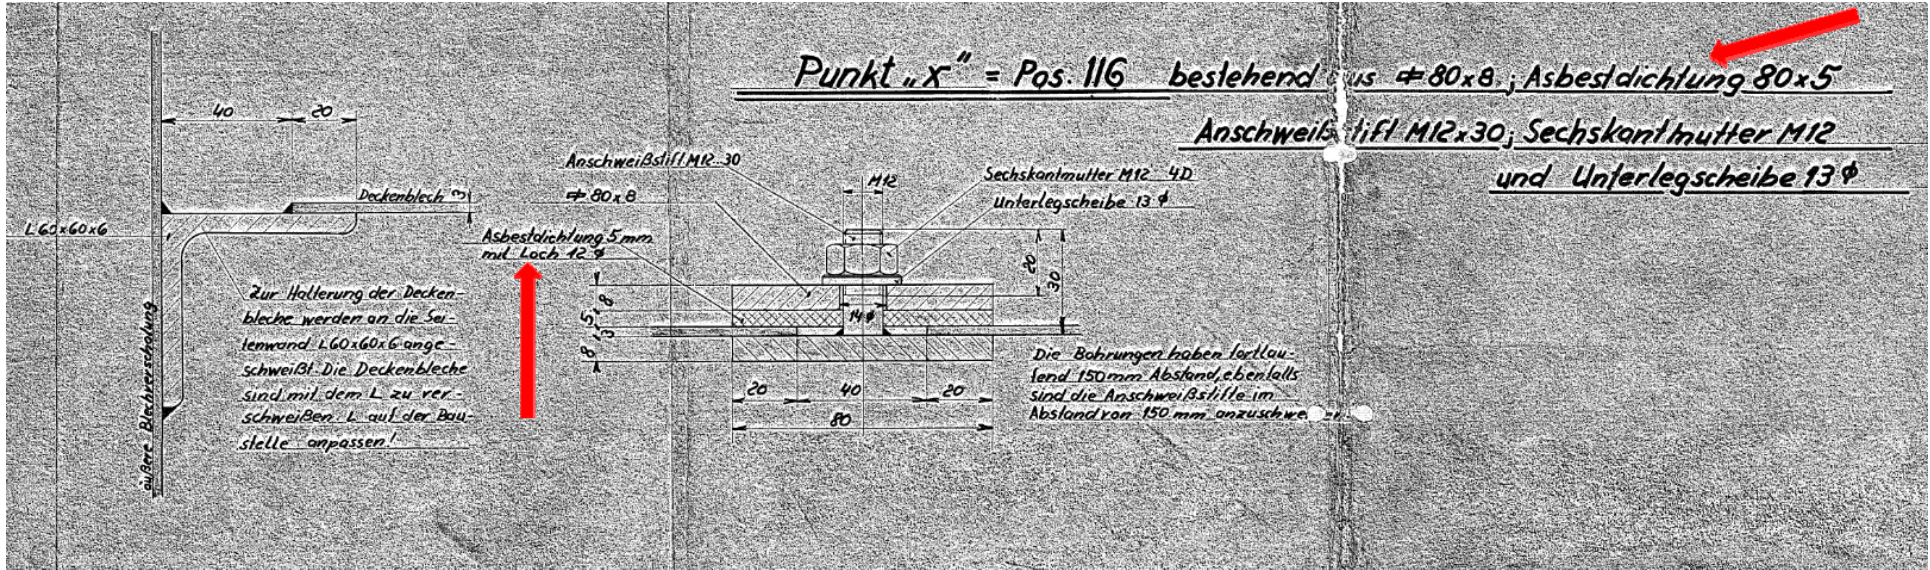 Punkt „x" = Pos. 116 bestehend aus ⌭ 80x8; Asbestdichtung 80x5
Anschweißstift M12x30; Sechskantmutter M12
und Unterlegscheibe 13 ⌀
40
20
Deckenblech 3
L 60x60x6
Zur Halterung der Decken-
bleche werden an die Sei-
tenwand L60x60x6 ange-
schweißt. Die Deckenbleche
sind mit dem L zu ver-
schweißen. L auf der Bau-
stelle anpassen!
äußere Blechverschalung
Anschweißstift M12 30
⌭ 80x8
Asbestdichtung 5 mm
mit Loch 12 ⌀
M12
Sechskantmutter M12 4D
Unterlegscheibe 13 ⌀
20
30
8
5
3
8
14 ⌀
20
40
20
80
Die Bohrungen haben fortlau-
fend 150mm Abstand, ebenfalls
sind die Anschweißstifte im
Abstand von 150 mm